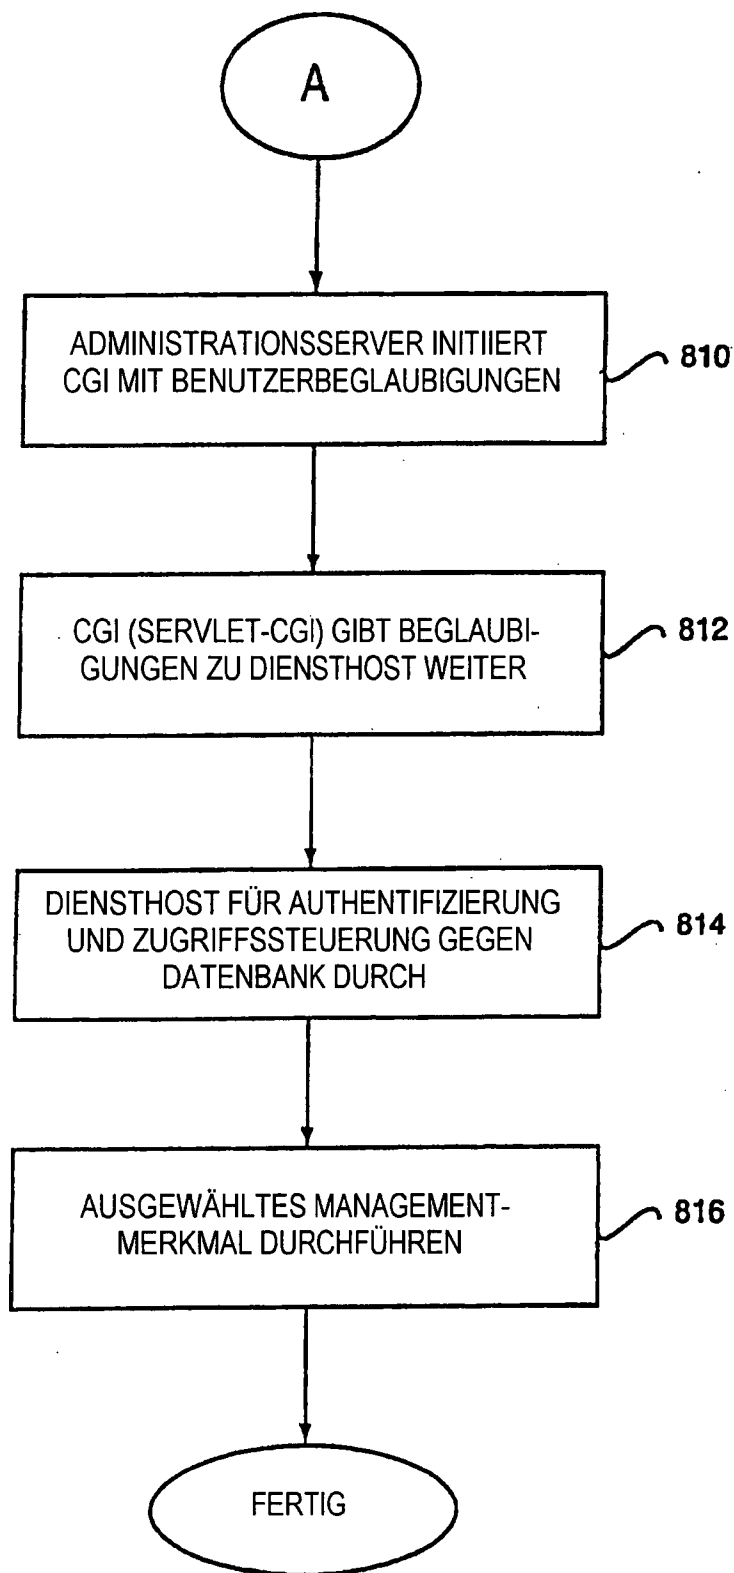 A
ADMINISTRATIONSSERVER INITIIERT
CGI MIT BENUTZERBEGLAUBIGUNGEN
810
CGI (SERVLET-CGI) GIBT BEGLAUBI-
GUNGEN ZU DIENSTHOST WEITER
812
DIENSTHOST FÜR AUTHENTIFIZIERUNG
UND ZUGRIFFSSTEUERUNG GEGEN
DATENBANK DURCH
814
AUSGEWÄHLTES MANAGEMENT-
MERKMAL DURCHFÜHREN
816
FERTIG